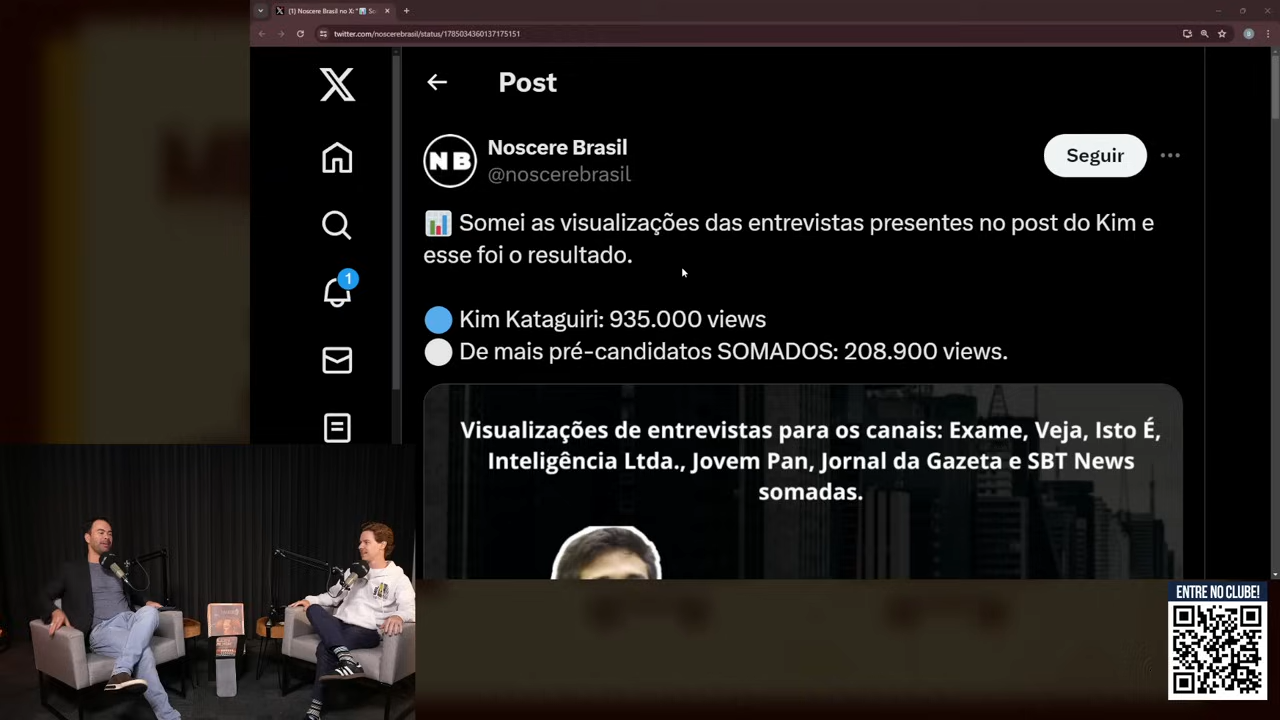 (1) Noscere Brasil no X: "📊 So
twitter.com/noscerebrasil/status/1785034360137175151
Post
NB
Noscere Brasil
@noscerebrasil
Seguir
📊 Somei as visualizações das entrevistas presentes no post do Kim e
esse foi o resultado.
1
🔵 Kim Kataguiri: 935.000 views
⚪ De mais pré-candidatos SOMADOS: 208.900 views.
Visualizações de entrevistas para os canais: Exame, Veja, Isto É,
Inteligência Ltda., Jovem Pan, Jornal da Gazeta e SBT News
somadas.
ENTRE NO CLUBE!